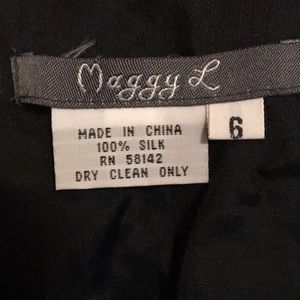 Maggy L
6
MADE IN CHINA
100% SILK
RN 58142
DRY CLEAN ONLY